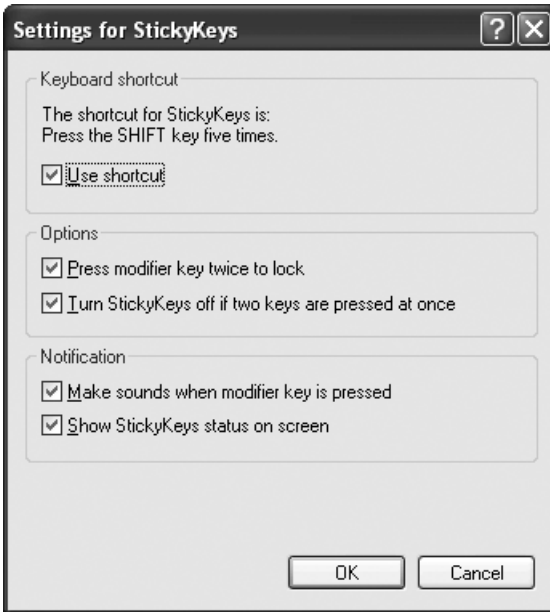 Settings for StickyKeys
Keyboard shortcut
The shortcut for StickyKeys is:
Press the SHIFT key five times.
Use shortcut
Options
Press modifier key twice to lock
Turn StickyKeys off if two keys are pressed at once
Notification
Make sounds when modifier key is pressed
Show StickyKeys status on screen
OK
Cancel